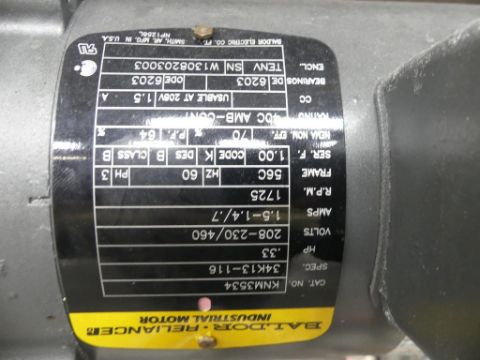 BALDOR • RELIANCE
INDUSTRIAL MOTOR
CAT. NO. KNM3534
SPEC. 34K13-116
HP .33
VOLTS 208-230/460
AMPS 1.5-1.4/.7
R.P.M. 1725
FRAME 56C HZ 60 PH 3
SER. F. 1.00 CODE K DES B CLASS B
NEMA NOM. EFF. 70 % P.F. 64 %
RATING 40C AMB-CONT
CC USABLE AT 208V 1.5 A
BEARINGS DE 6203 ODE 6203
ENCL. TENV SN W1308203003
BALDOR ELECTRIC CO. FT. SMITH, AR. MFG. IN U.S.A.